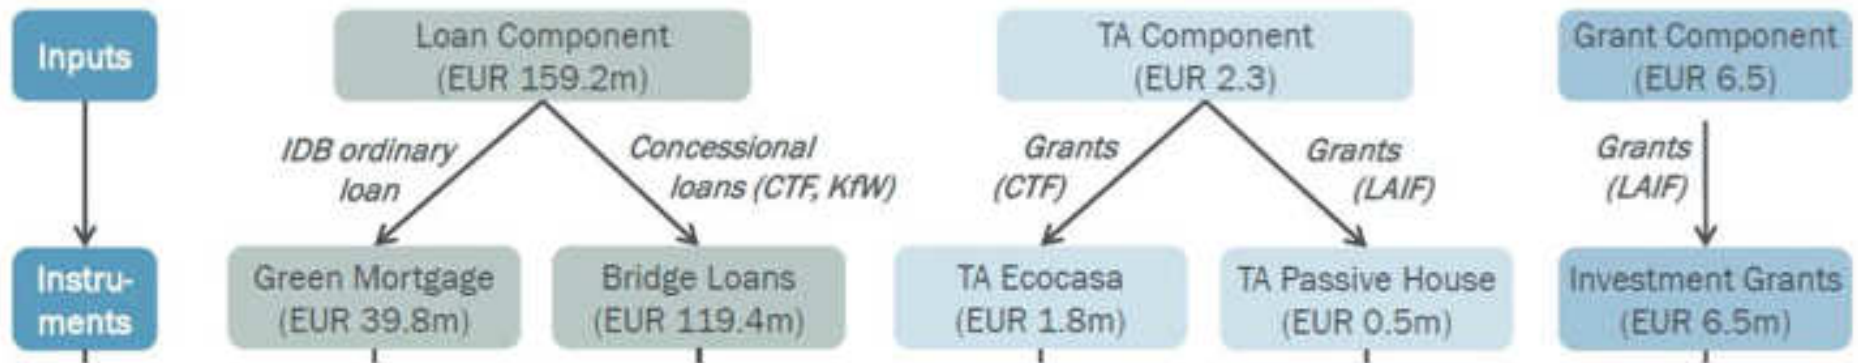 Inputs
Loan Component
(EUR 159.2m)
TA Component
(EUR 2.3)
Grant Component
(EUR 6.5)
IDB ordinary
loan
Concessional
loans (CTF, KfW)
Grants
(CTF)
Grants
(LAIF)
Grants
(LAIF)
Instru-
ments
Green Mortgage
(EUR 39.8m)
Bridge Loans
(EUR 119.4m)
TA Ecocasa
(EUR 1.8m)
TA Passive House
(EUR 0.5m)
Investment Grants
(EUR 6.5m)